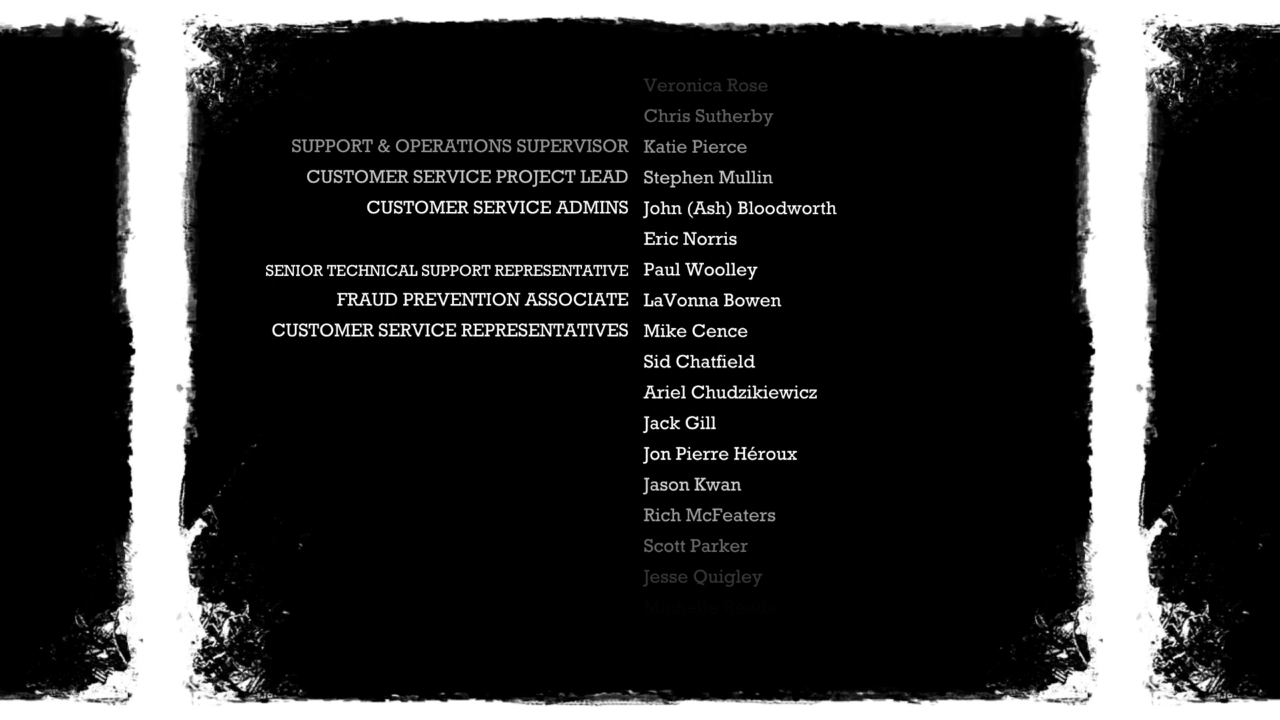 Veronica Rose
Chris Sutherby
SUPPORT & OPERATIONS SUPERVISOR Katie Pierce
CUSTOMER SERVICE PROJECT LEAD Stephen Mullin
CUSTOMER SERVICE ADMINS John (Ash) Bloodworth
Eric Norris
SENIOR TECHNICAL SUPPORT REPRESENTATIVE Paul Woolley
FRAUD PREVENTION ASSOCIATE LaVonna Bowen
CUSTOMER SERVICE REPRESENTATIVES Mike Cence
Sid Chatfield
Ariel Chudzikiewicz
Jack Gill
Jon Pierre Héroux
Jason Kwan
Rich McFeaters
Scott Parker
Jesse Quigley